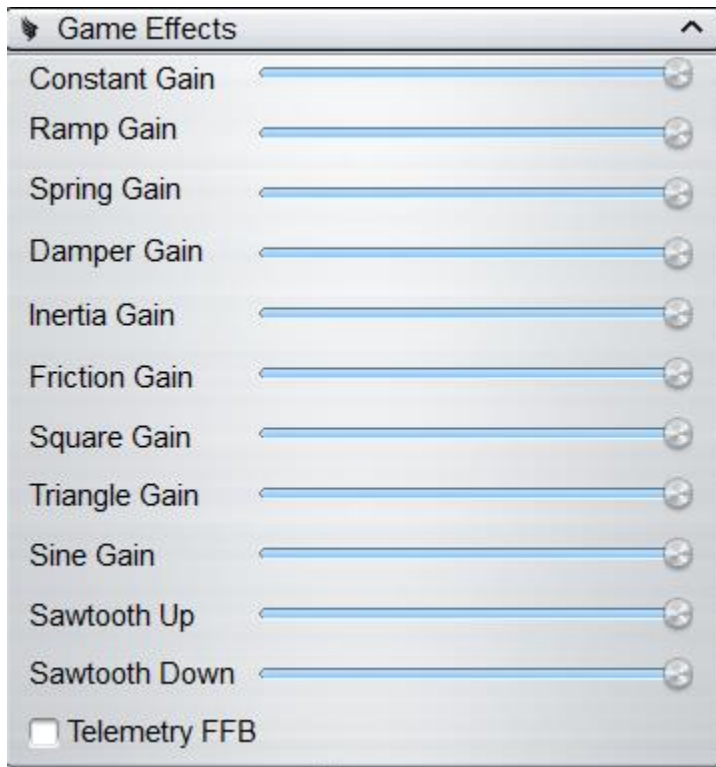 Game Effects
Constant Gain
Ramp Gain
Spring Gain
Damper Gain
Inertia Gain
Friction Gain
Square Gain
Triangle Gain
Sine Gain
Sawtooth Up
Sawtooth Down
Telemetry FFB